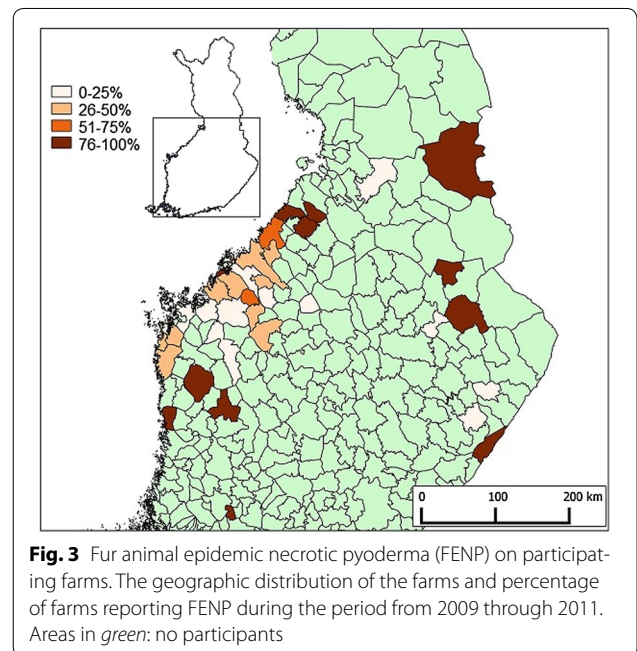 0-25%
26-50%
51-75%
76-100%
0 100 200 km
Fig. 3 Fur animal epidemic necrotic pyoderma (FENP) on participat-
ing farms. The geographic distribution of the farms and percentage
of farms reporting FENP during the period from 2009 through 2011.
Areas in green: no participants